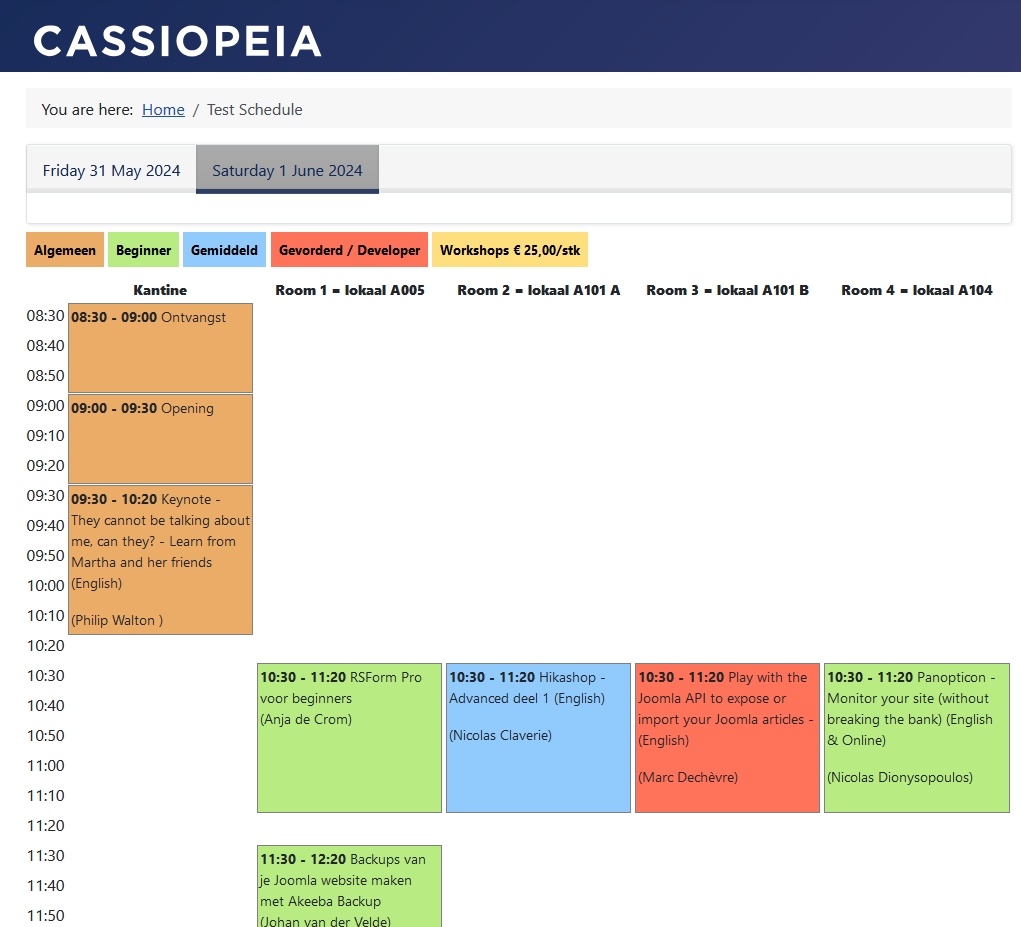 CASSIOPEIA
You are here: Home / Test Schedule
Friday 31 May 2024
Saturday 1 June 2024
Algemeen
Beginner
Gemiddeld
Gevorderd / Developer
Workshops € 25,00/stk
Kantine
Room 1 = lokaal A005
Room 2 = lokaal A101 A
Room 3 = lokaal A101 B
Room 4 = lokaal A104
08:30
08:40
08:50
09:00
09:10
09:20
09:30
09:40
09:50
10:00
10:10
10:20
10:30
10:40
10:50
11:00
11:10
11:20
11:30
11:40
11:50
08:30 - 09:00 Ontvangst
09:00 - 09:30 Opening
09:30 - 10:20 Keynote -
They cannot be talking about
me, can they? - Learn from
Martha and her friends
(English)
(Philip Walton )
10:30 - 11:20 RSForm Pro
voor beginners
(Anja de Crom)
10:30 - 11:20 Hikashop -
Advanced deel 1 (English)
(Nicolas Claverie)
10:30 - 11:20 Play with the
Joomla API to expose or
import your Joomla articles -
(English)
(Marc Dechèvre)
10:30 - 11:20 Panopticon -
Monitor your site (without
breaking the bank) (English
& Online)
(Nicolas Dionysopoulos)
11:30 - 12:20 Backups van
je Joomla website maken
met Akeeba Backup
(Johan van der Velde)